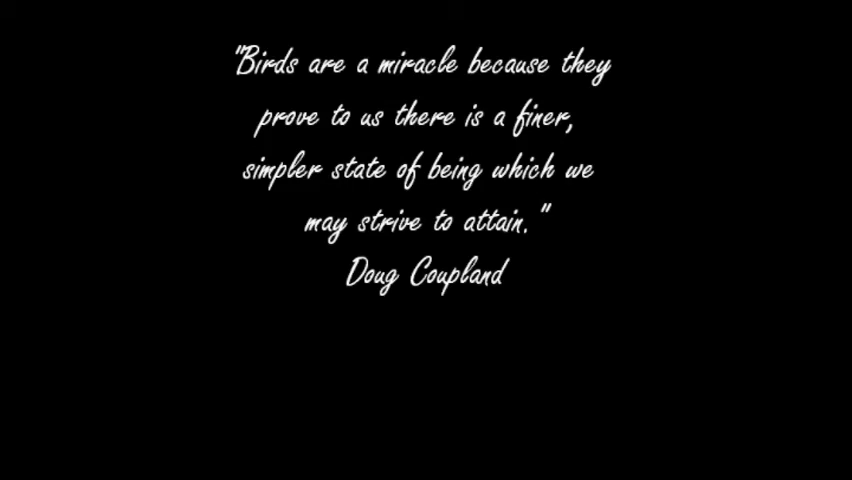 "Birds are a miracle because they
prove to us there is a finer,
simpler state of being which we
may strive to attain."
Doug Coupland